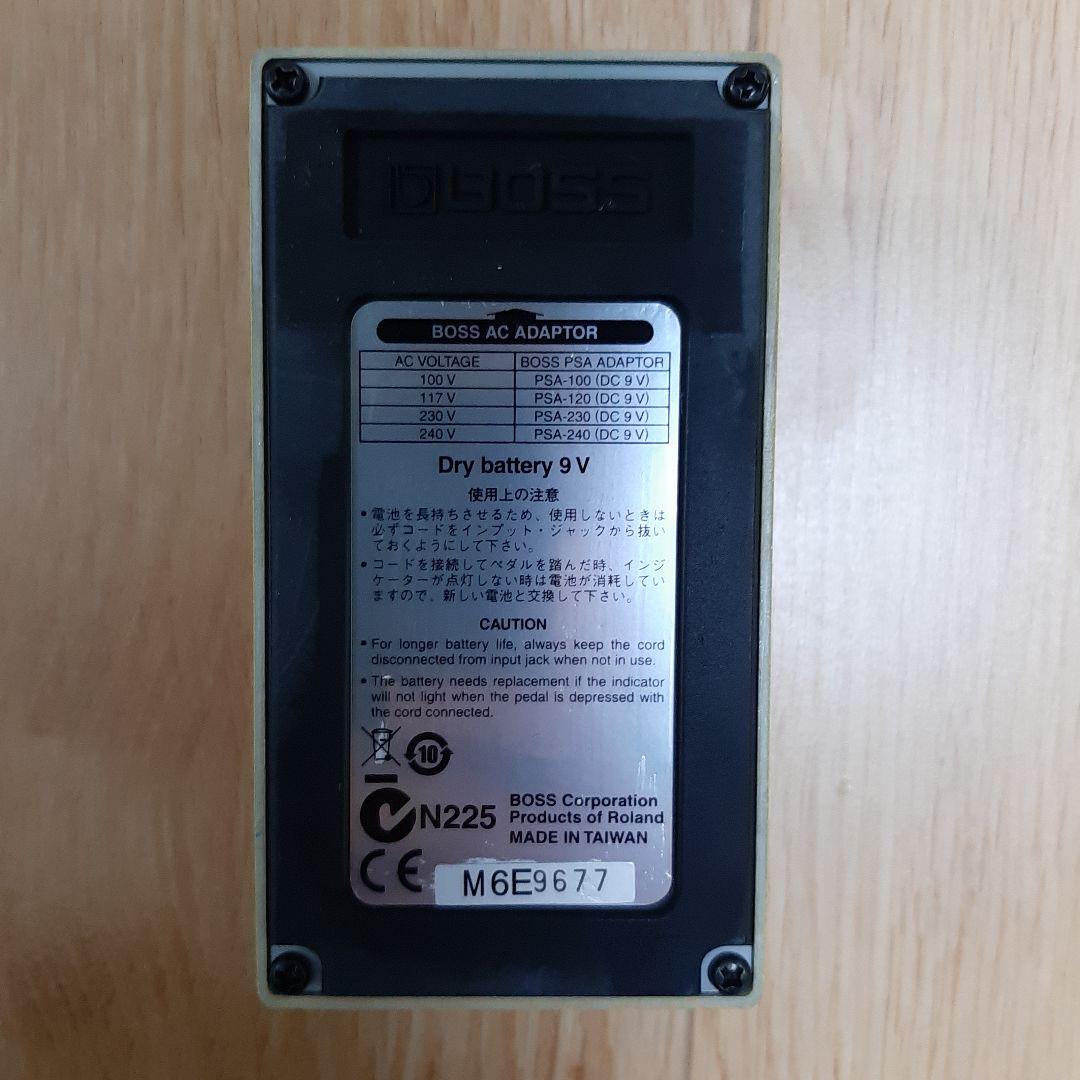 BOSS
BOSS AC ADAPTOR
AC VOLTAGE BOSS PSA ADAPTOR
100 V PSA-100 (DC 9 V)
117 V PSA-120 (DC 9 V)
230 V PSA-230 (DC 9 V)
240 V PSA-240 (DC 9 V)
Dry battery 9 V
使用上の注意
• 電池を長持ちさせるため、使用しないときは
必ずコードをインプット・ジャックから抜い
ておくようにして下さい。
• コードを接続してペダルを踏んだ時、インジ
ケーターが点灯しない時は電池が消耗してい
ますので、新しい電池と交換して下さい。
CAUTION
• For longer battery life, always keep the cord
disconnected from input jack when not in use.
• The battery needs replacement if the indicator
will not light when the pedal is depressed with
the cord connected.
10
N225
BOSS Corporation
Products of Roland
MADE IN TAIWAN
CE
M6E9677